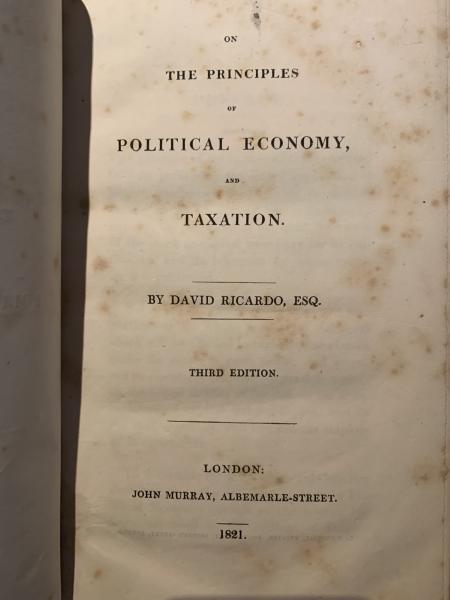 ON
THE PRINCIPLES
OF
POLITICAL ECONOMY,
AND
TAXATION.
BY DAVID RICARDO, ESQ.
THIRD EDITION.
LONDON:
JOHN MURRAY, ALBEMARLE-STREET.
1821.